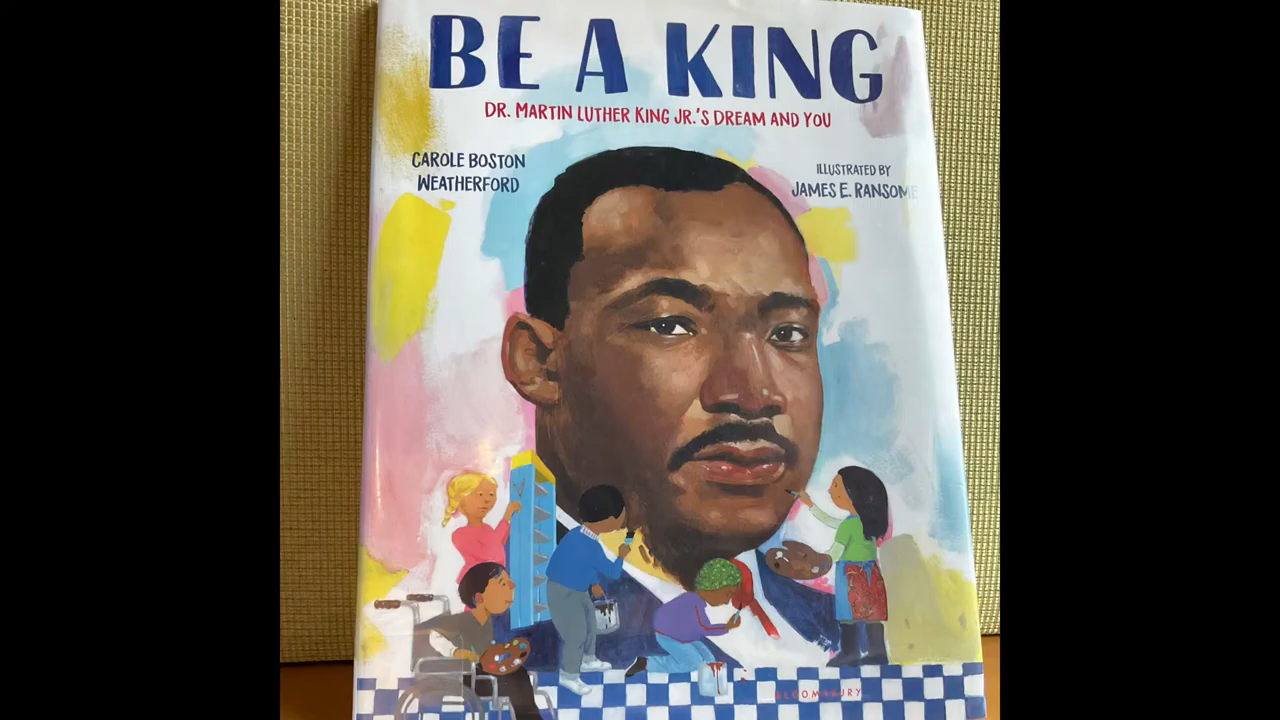 BE A KING
DR. MARTIN LUTHER KING JR.'S DREAM AND YOU
CAROLE BOSTON
WEATHERFORD
ILLUSTRATED BY
JAMES E. RANSOME
BLOOMSBURY